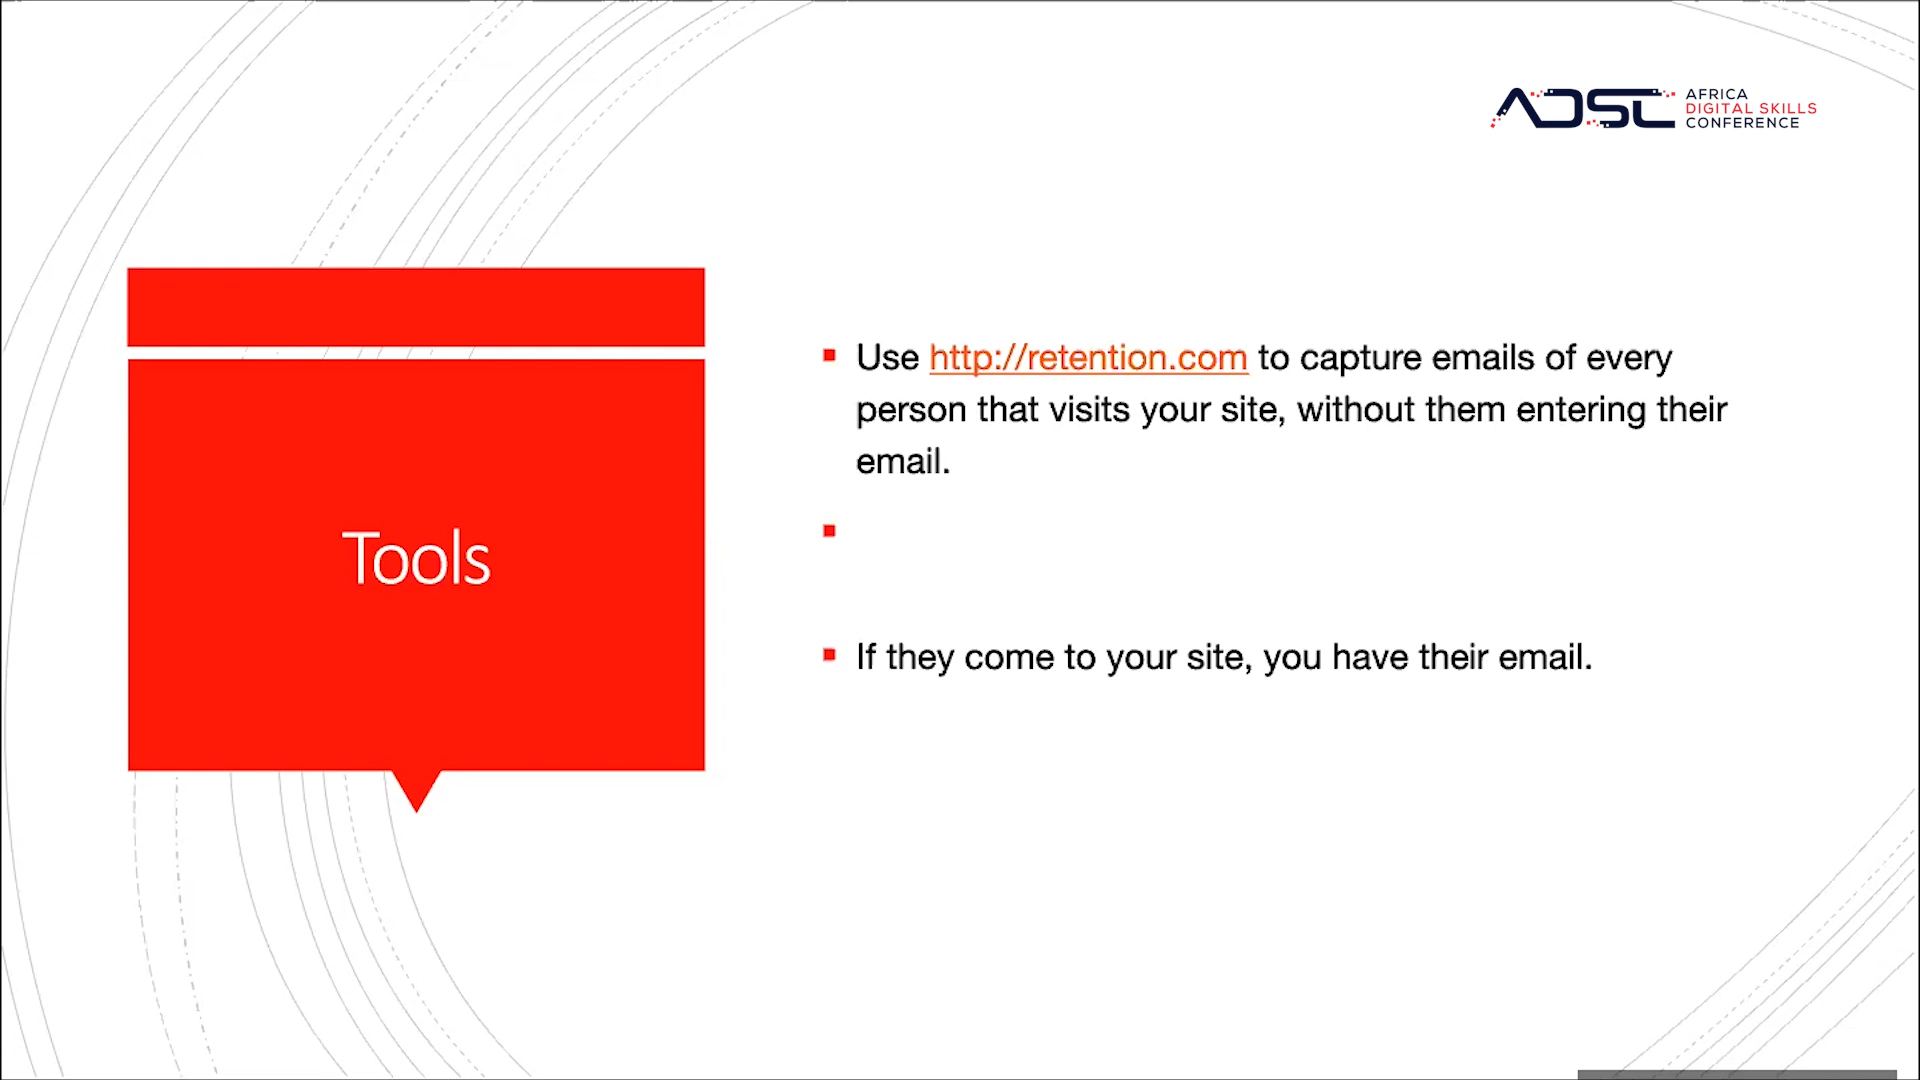 ADSC
AFRICA
DIGITAL SKILLS
CONFERENCE
Tools
Use http://retention.com to capture emails of every
person that visits your site, without them entering their
email.
If they come to your site, you have their email.